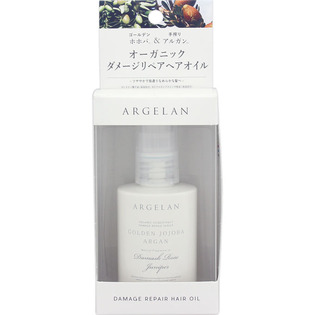 ゴールデン 手搾り
ホホバ & アルガン
オーガニック
ダメージリペアヘアオイル
ARGELAN
ARGELAN
GOLDEN JOJOBA
ARGAN
Damask Rose
Juniper
DAMAGE REPAIR HAIR OIL